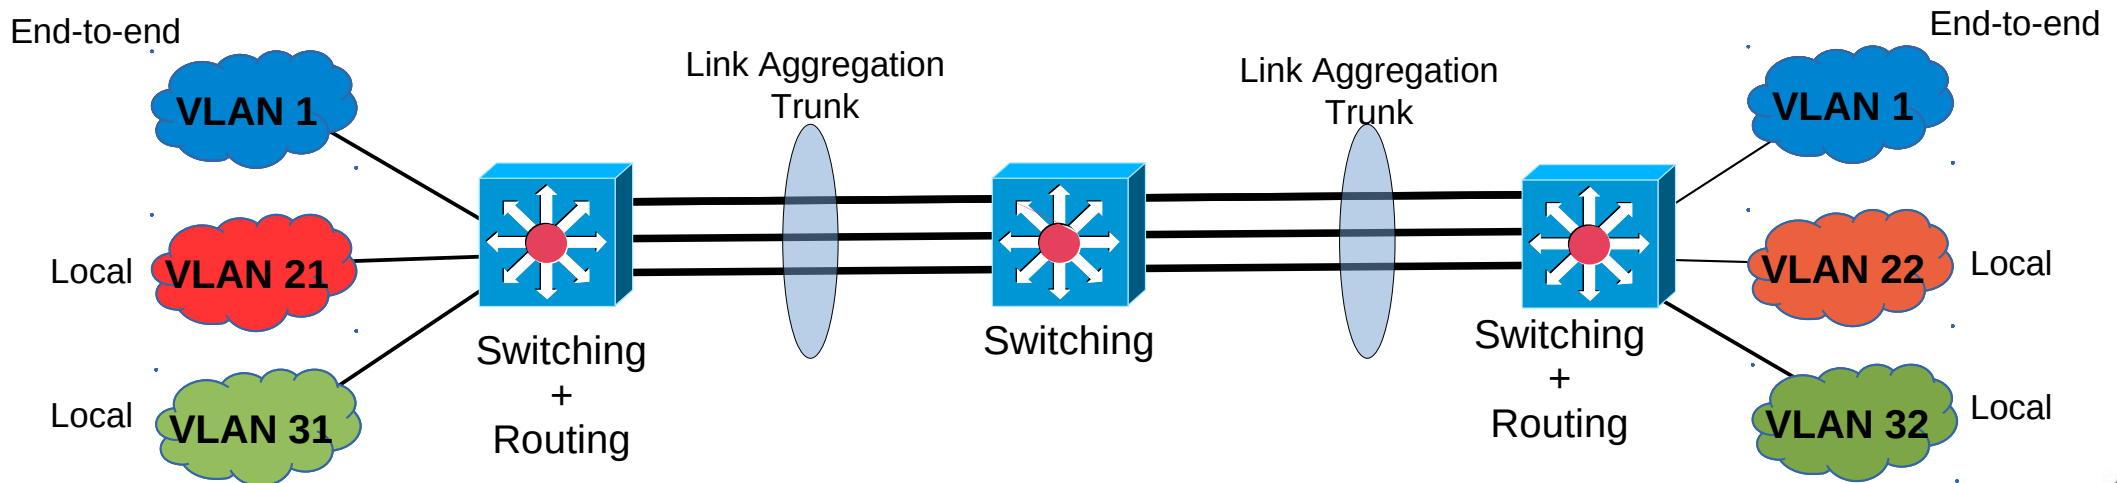 End-to-end
End-to-end
Link Aggregation
Trunk
Link Aggregation
Trunk
VLAN 1
VLAN 1
Local
VLAN 21
VLAN 22
Local
Switching
+
Routing
Switching
Switching
+
Routing
Local
VLAN 31
VLAN 32
Local